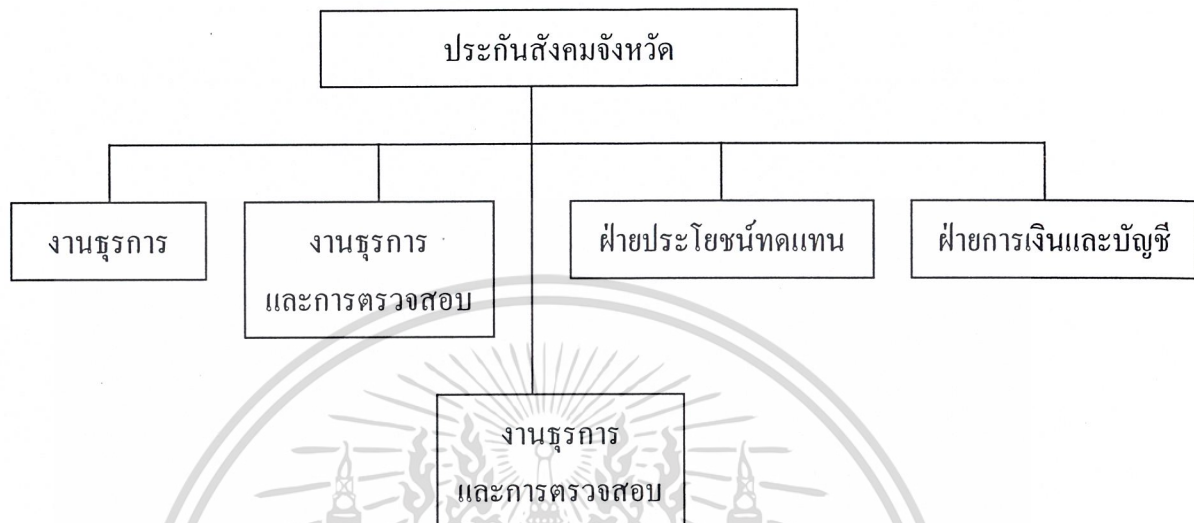 ประกันสังคมจังหวัด
งานธุรการ
งานธุรการ
และการตรวจสอบ
ฝ่ายประโยชน์ทดแทน
ฝ่ายการเงินและบัญชี
งานธุรการ
และการตรวจสอบ